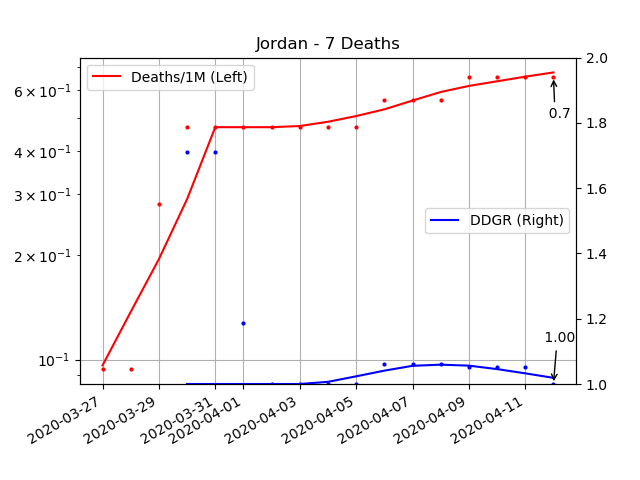 Jordan - 7 Deaths
Deaths/1M (Left)
DDGR (Right)
0.7
1.00
6 × 10⁻¹
4 × 10⁻¹
3 × 10⁻¹
2 × 10⁻¹
10⁻¹
2.0
1.8
1.6
1.4
1.2
1.0
2020-03-27
2020-03-29
2020-03-31
2020-04-01
2020-04-03
2020-04-05
2020-04-07
2020-04-09
2020-04-11